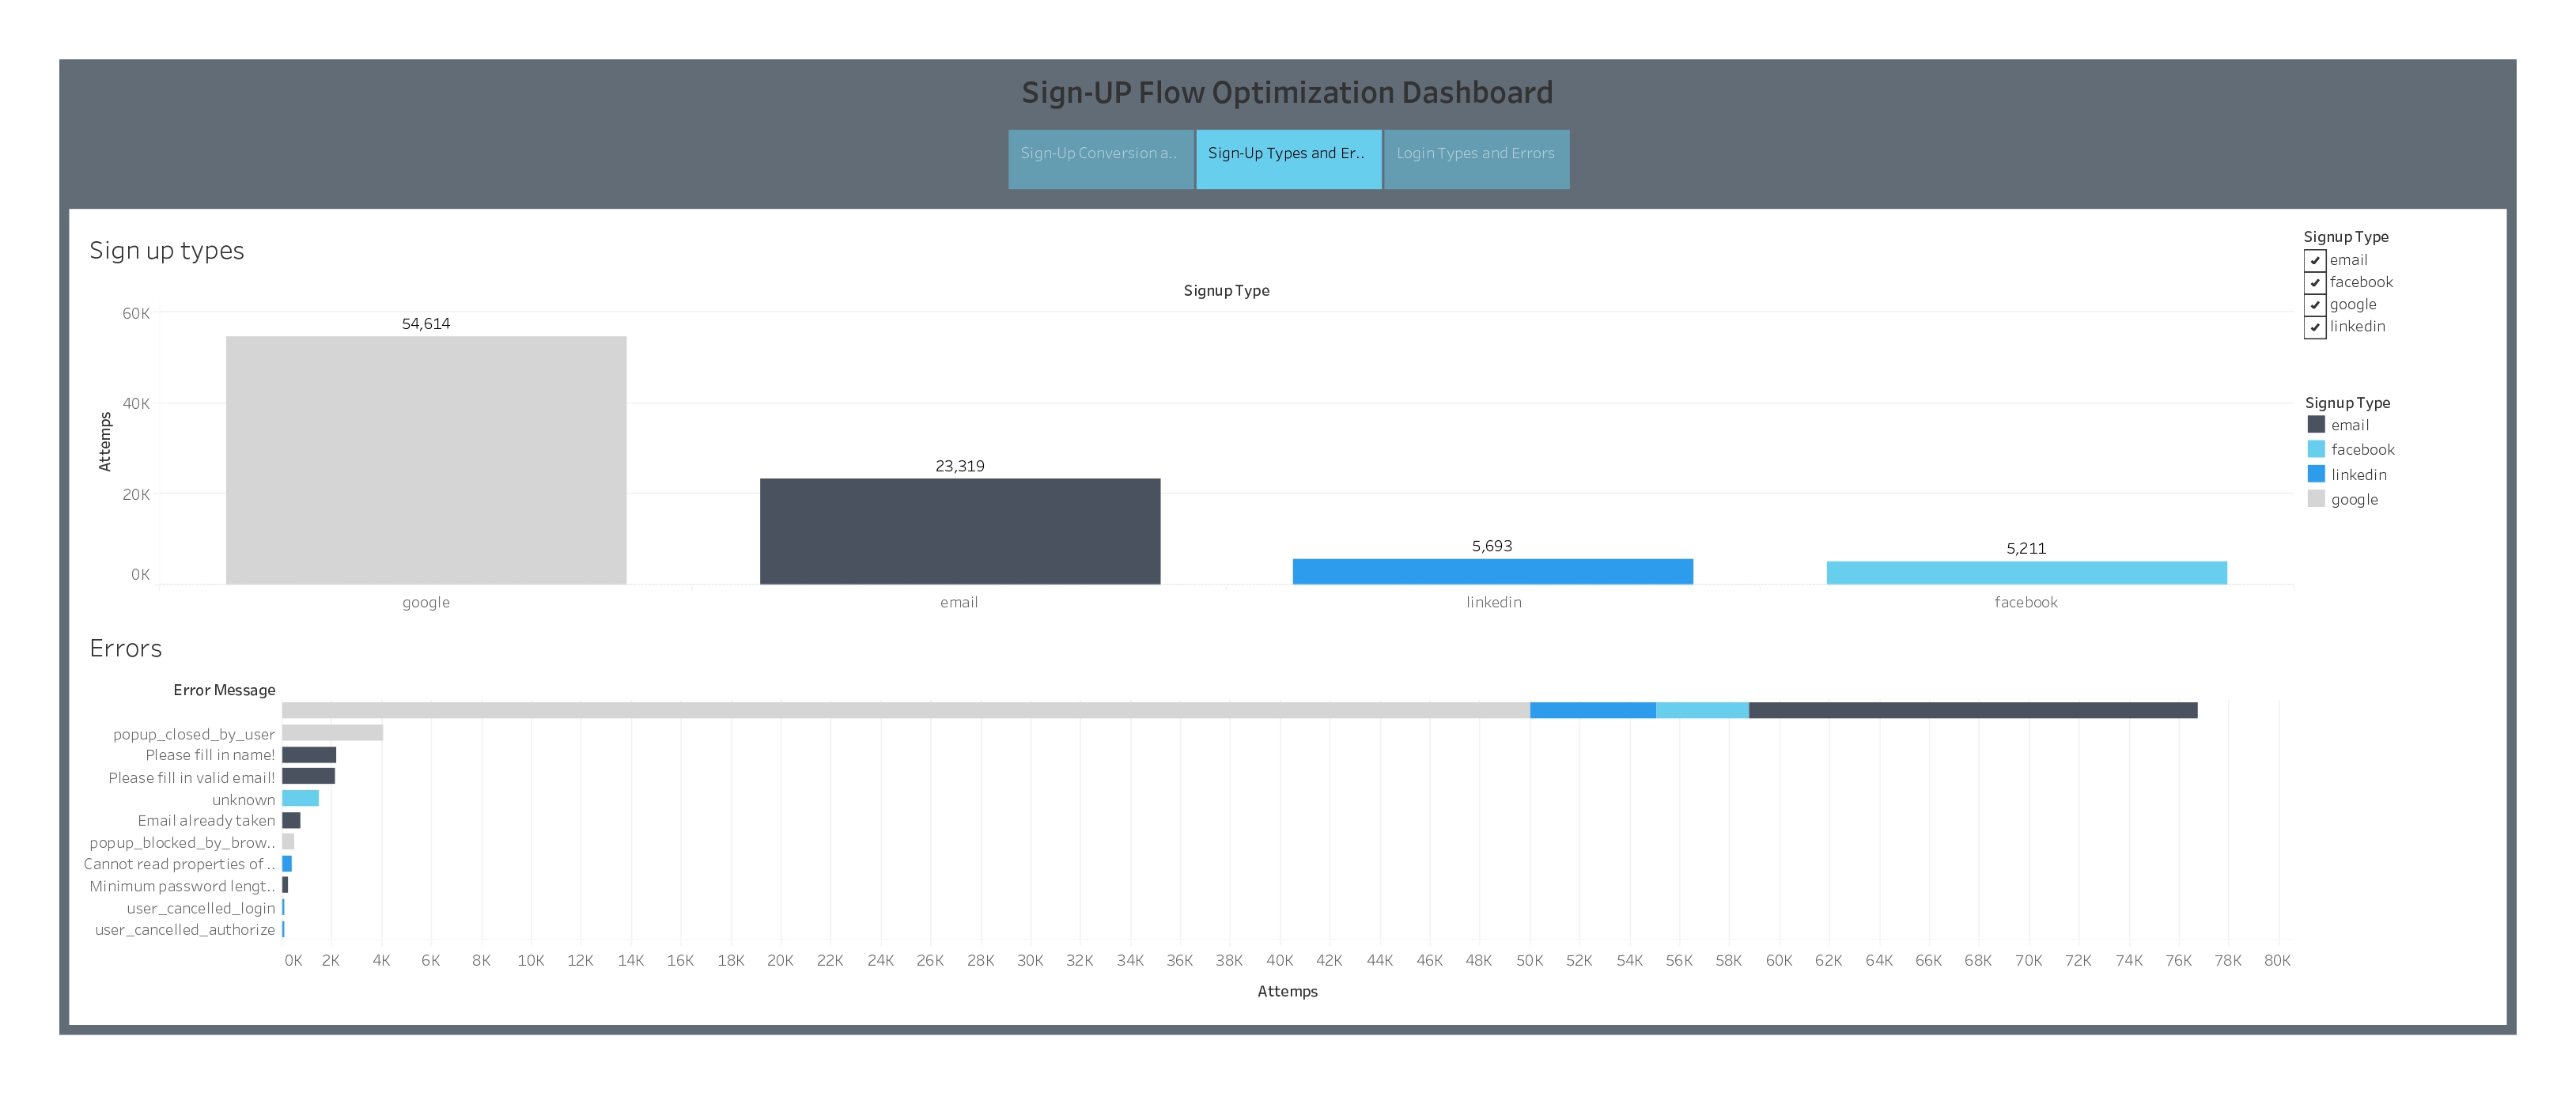 Sign-UP Flow Optimization Dashboard
Sign-Up Conversion a.. Sign-Up Types and Er.. Login Types and Errors
Sign up types
Signup Type
60K
40K
20K
0K
Attemps
54,614
23,319
5,693
5,211
google email linkedin facebook
Signup Type
email
facebook
google
linkedin
Signup Type
email
facebook
linkedin
google
Errors
Error Message
popup_closed_by_user
Please fill in name!
Please fill in valid email!
unknown
Email already taken
popup_blocked_by_brow..
Cannot read properties of ..
Minimum password lengt..
user_cancelled_login
user_cancelled_authorize
0K 2K 4K 6K 8K 10K 12K 14K 16K 18K 20K 22K 24K 26K 28K 30K 32K 34K 36K 38K 40K 42K 44K 46K 48K 50K 52K 54K 56K 58K 60K 62K 64K 66K 68K 70K 72K 74K 76K 78K 80K
Attemps